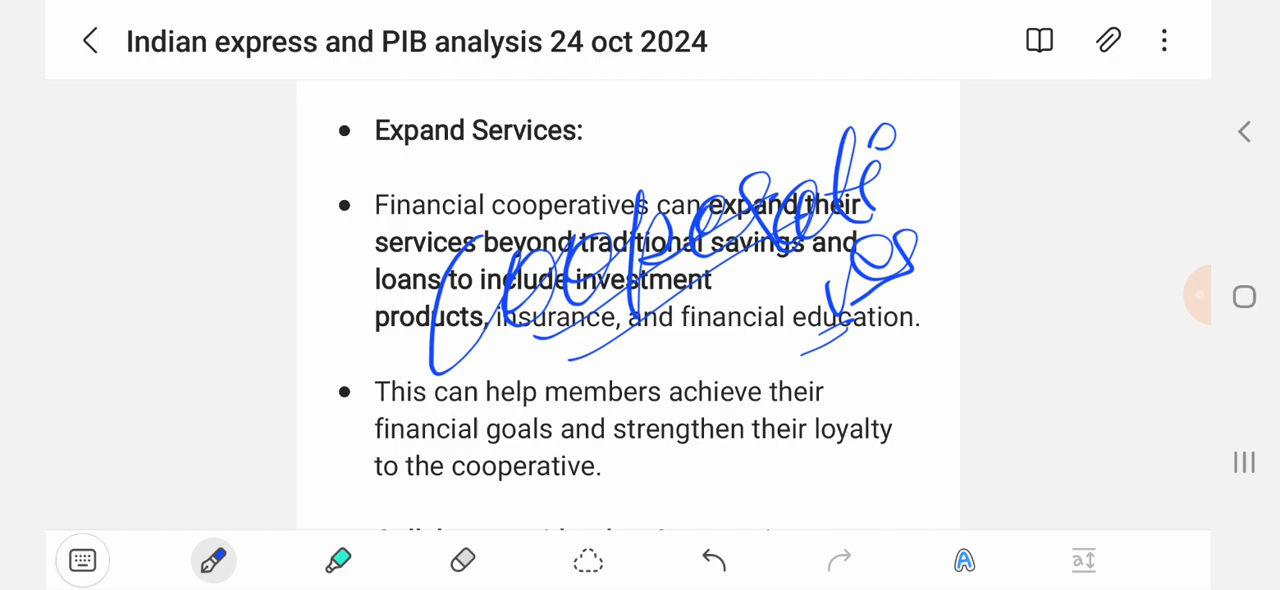 Indian express and PIB analysis 24 oct 2024
• Expand Services:
• Financial cooperatives can expand their
services beyond traditional savings and
loans to include investment
products, insurance, and financial education.
Cooperati
ves
• This can help members achieve their
financial goals and strengthen their loyalty
to the cooperative.
A
a